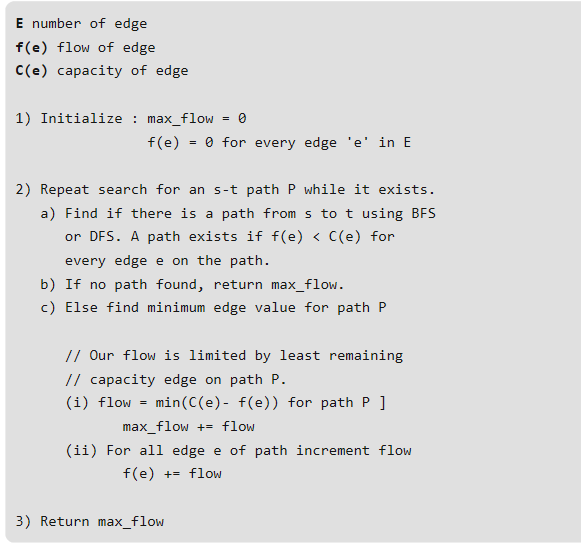 E number of edge
f(e) flow of edge
C(e) capacity of edge
1) Initialize : max_flow = 0
f(e) = 0 for every edge 'e' in E
2) Repeat search for an s-t path P while it exists.
a) Find if there is a path from s to t using BFS
or DFS. A path exists if f(e) < C(e) for
every edge e on the path.
b) If no path found, return max_flow.
c) Else find minimum edge value for path P
// Our flow is limited by least remaining
// capacity edge on path P.
(i) flow = min(C(e)- f(e)) for path P ]
max_flow += flow
(ii) For all edge e of path increment flow
f(e) += flow
3) Return max_flow